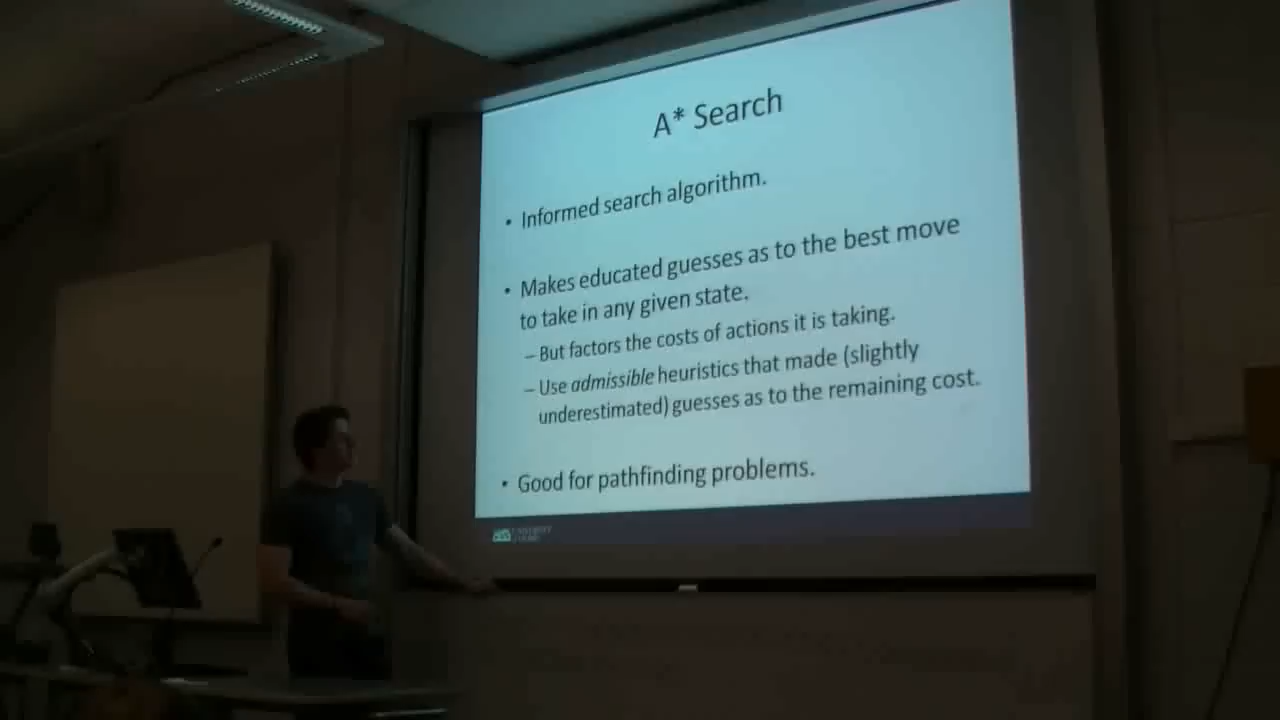 A* Search
• Informed search algorithm.
• Makes educated guesses as to the best move
to take in any given state.
– But factors the costs of actions it is taking.
– Use admissible heuristics that made (slightly
underestimated) guesses as to the remaining cost.
• Good for pathfinding problems.